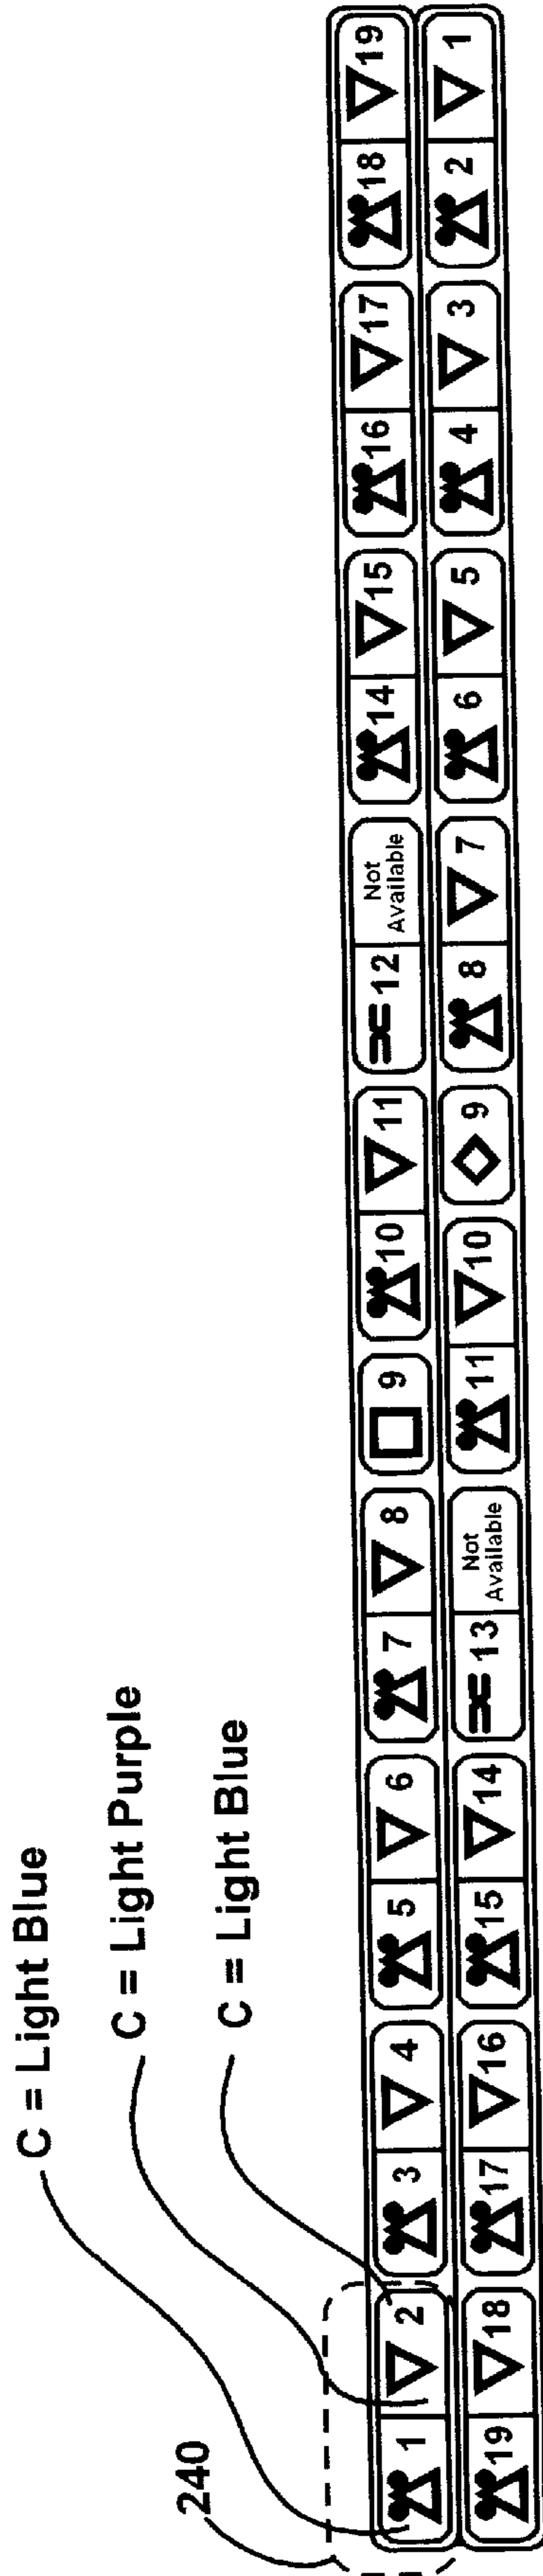 C = Light Blue
C = Light Purple
C = Light Blue
240
1 2 3 4 5 6 7 8 9 10 11 12 Not Available 14 15 16 17 18 19
19 18 17 16 15 14 13 Not Available 11 10 9 8 7 6 5 4 3 2 1